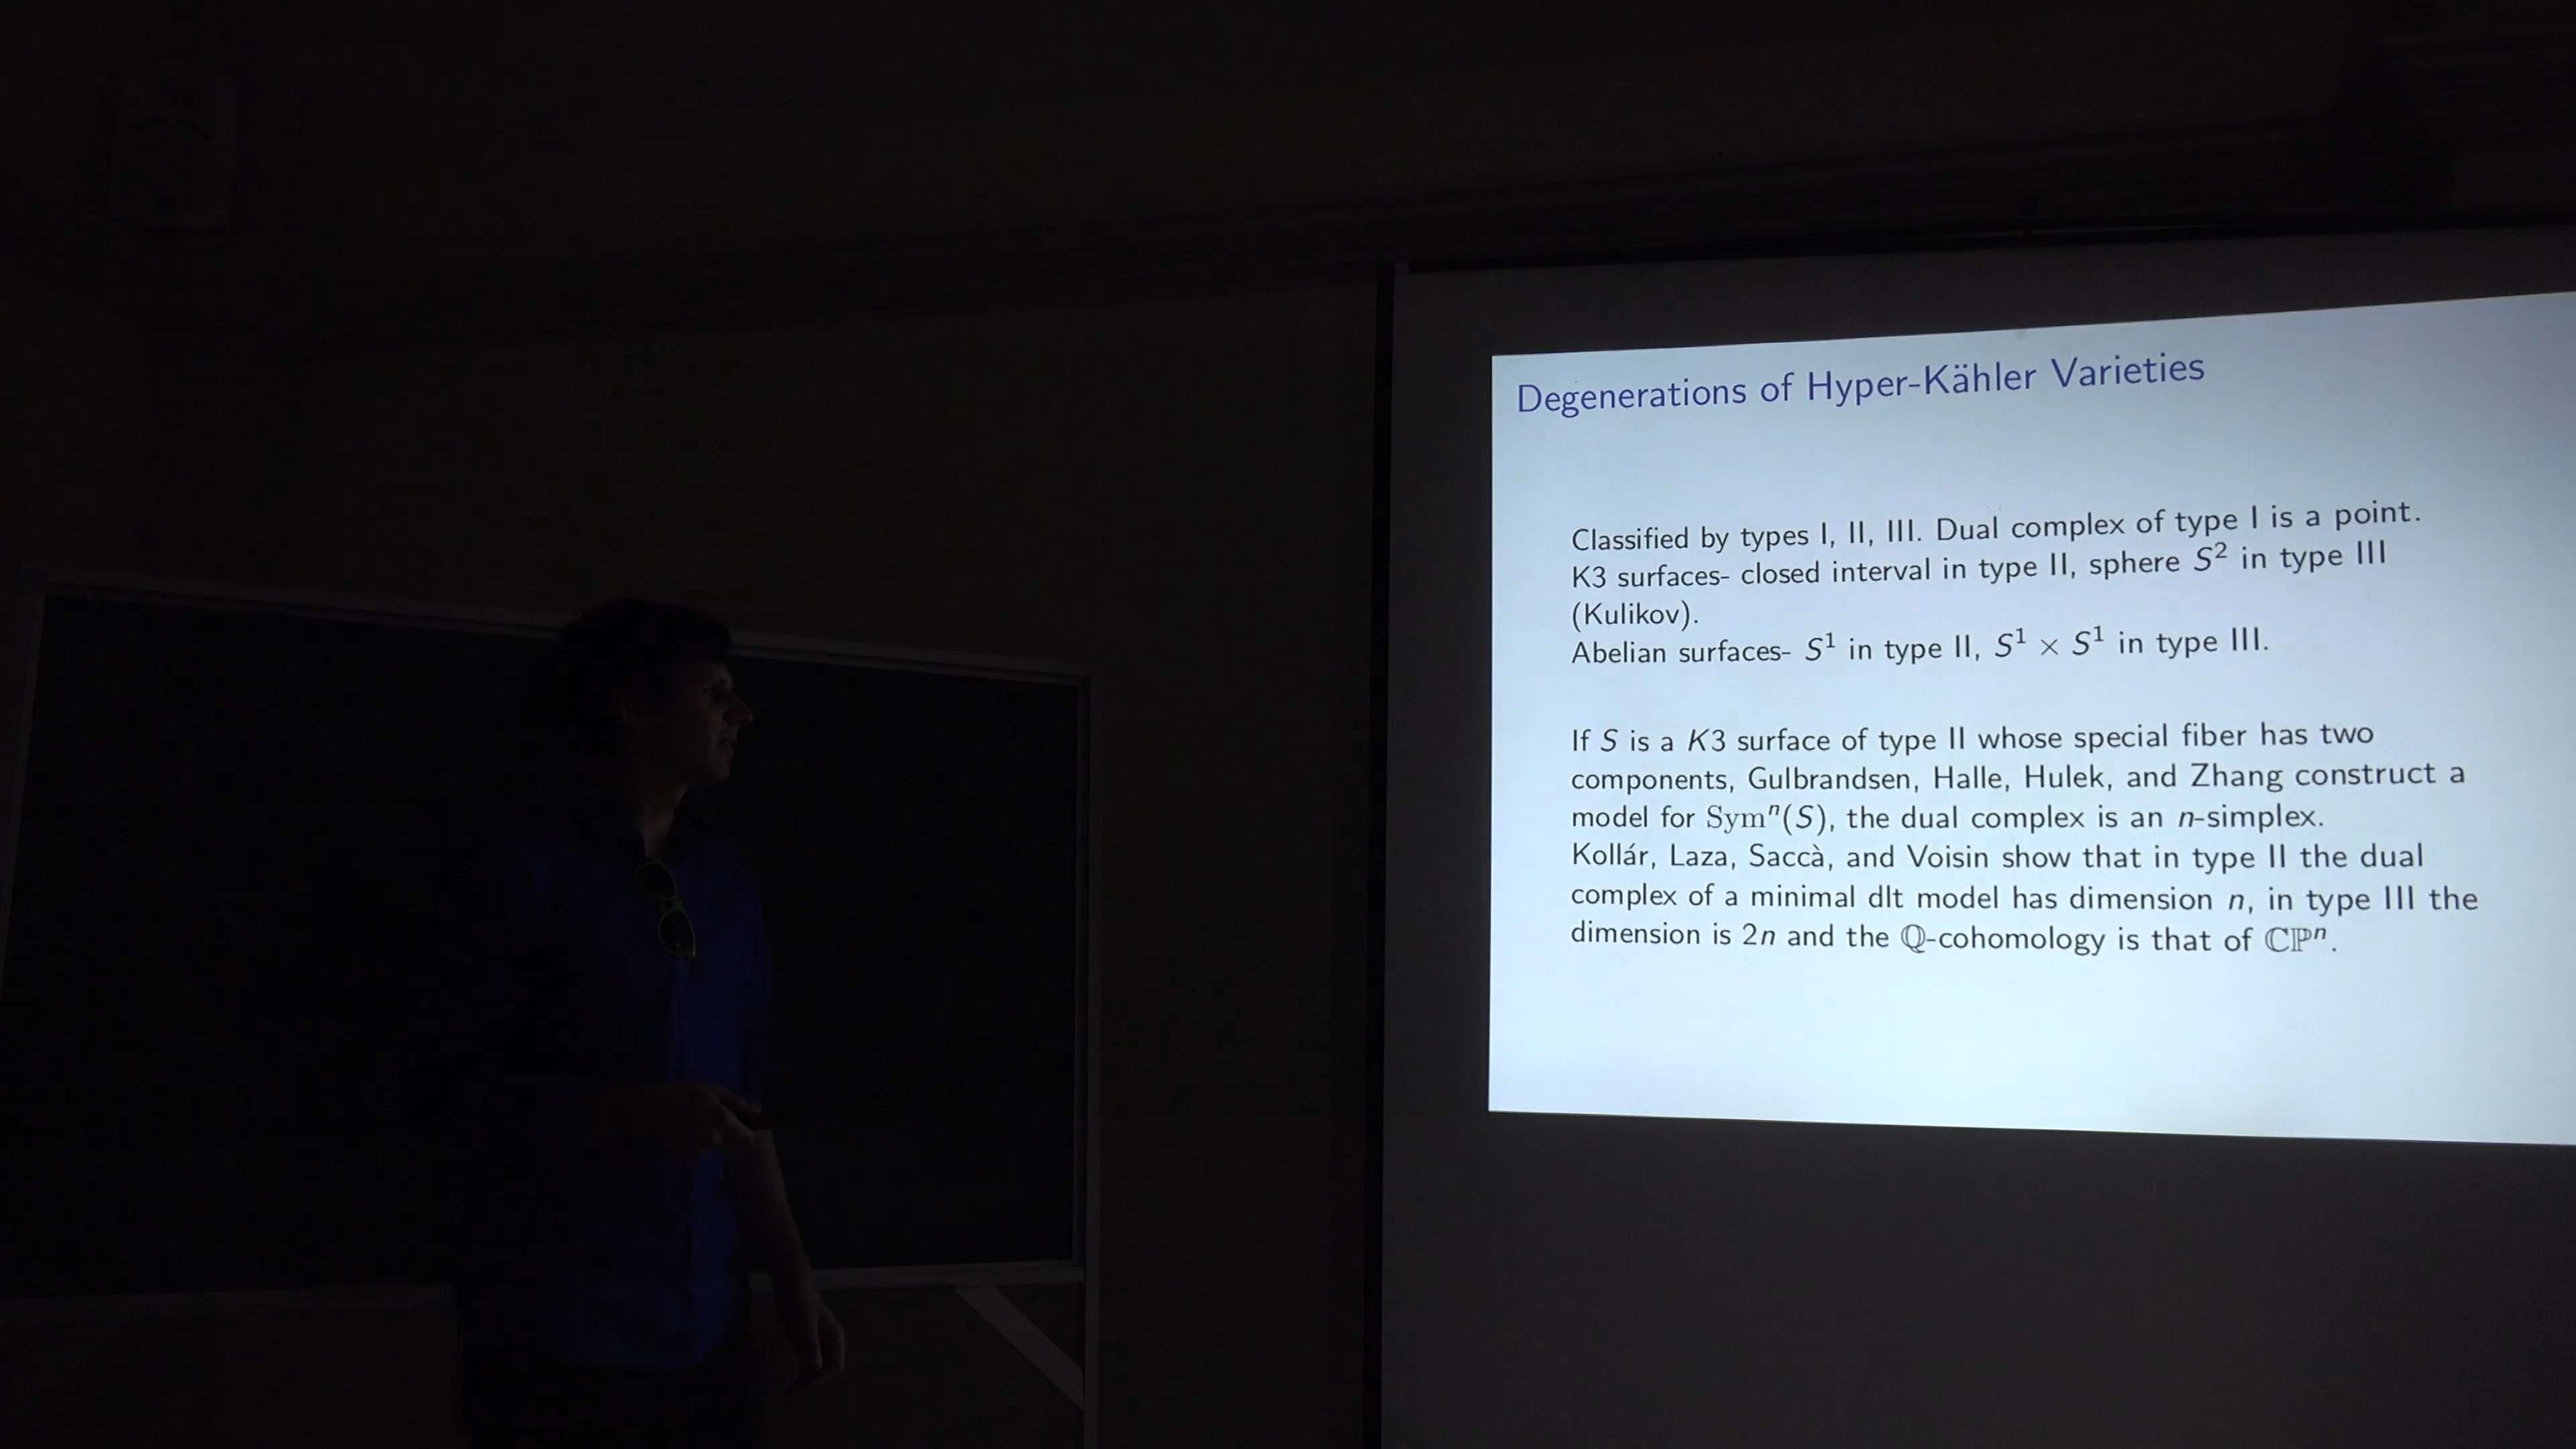 Degenerations of Hyper-Kähler Varieties
Classified by types I, II, III. Dual complex of type I is a point.
K3 surfaces- closed interval in type II, sphere S² in type III
(Kulikov).
Abelian surfaces- S¹ in type II, S¹ × S¹ in type III.
If S is a K3 surface of type II whose special fiber has two
components, Gulbrandsen, Halle, Hulek, and Zhang construct a
model for Symⁿ(S), the dual complex is an n-simplex.
Kollár, Laza, Saccà, and Voisin show that in type II the dual
complex of a minimal dlt model has dimension n, in type III the
dimension is 2n and the ℚ-cohomology is that of ℂℙⁿ.